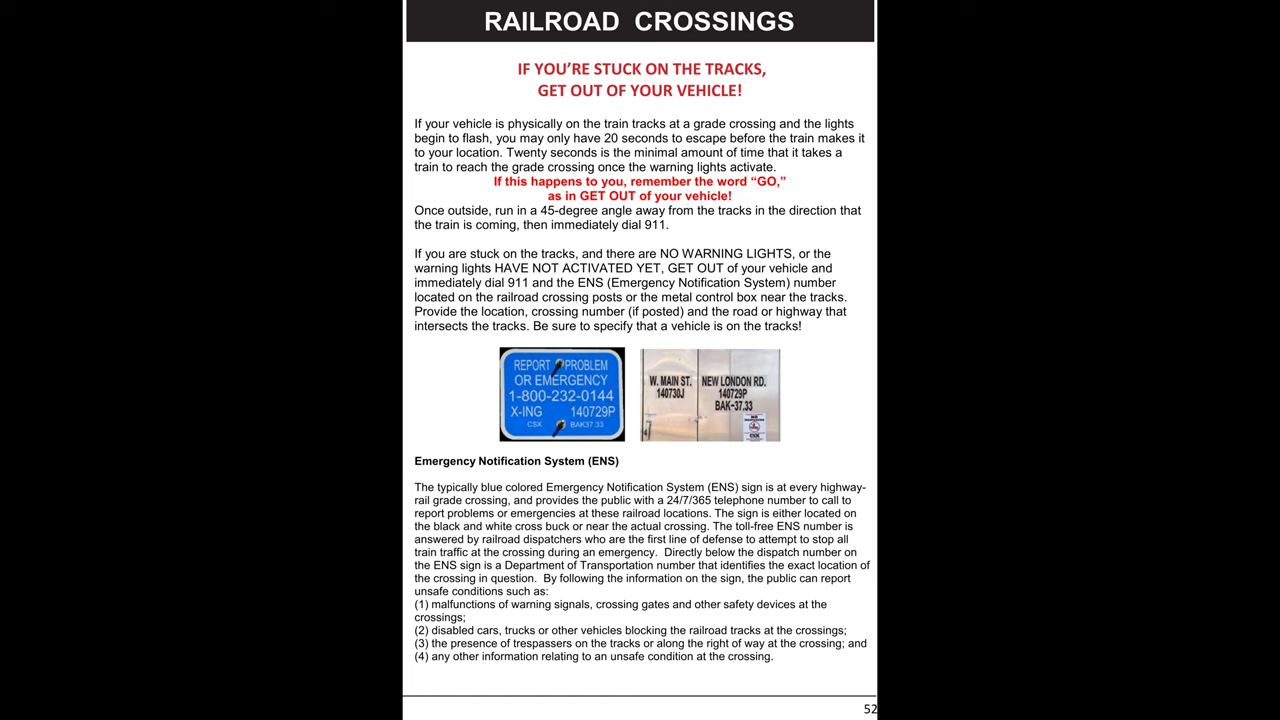 RAILROAD CROSSINGS
IF YOU'RE STUCK ON THE TRACKS,
GET OUT OF YOUR VEHICLE!
If your vehicle is physically on the train tracks at a grade crossing and the lights
begin to flash, you may only have 20 seconds to escape before the train makes it
to your location. Twenty seconds is the minimal amount of time that it takes a
train to reach the grade crossing once the warning lights activate.
If this happens to you, remember the word “GO,”
as in GET OUT of your vehicle!
Once outside, run in a 45-degree angle away from the tracks in the direction that
the train is coming, then immediately dial 911.
If you are stuck on the tracks, and there are NO WARNING LIGHTS, or the
warning lights HAVE NOT ACTIVATED YET, GET OUT of your vehicle and
immediately dial 911 and the ENS (Emergency Notification System) number
located on the railroad crossing posts or the metal control box near the tracks.
Provide the location, crossing number (if posted) and the road or highway that
intersects the tracks. Be sure to specify that a vehicle is on the tracks!
REPORT PROBLEM
OR EMERGENCY
1-800-232-0144
X-ING 140729P
CSX BAK37.33
W. MAIN ST.
140730J
NEW LONDON RD.
140729P
BAK-37.33
Emergency Notification System (ENS)
The typically blue colored Emergency Notification System (ENS) sign is at every highway-
rail grade crossing, and provides the public with a 24/7/365 telephone number to call to
report problems or emergencies at these railroad locations. The sign is either located on
the black and white cross buck or near the actual crossing. The toll-free ENS number is
answered by railroad dispatchers who are the first line of defense to attempt to stop all
train traffic at the crossing during an emergency.  Directly below the dispatch number on
the ENS sign is a Department of Transportation number that identifies the exact location of
the crossing in question.  By following the information on the sign, the public can report
unsafe conditions such as:
(1) malfunctions of warning signals, crossing gates and other safety devices at the
crossings;
(2) disabled cars, trucks or other vehicles blocking the railroad tracks at the crossings;
(3) the presence of trespassers on the tracks or along the right of way at the crossing; and
(4) any other information relating to an unsafe condition at the crossing.
52